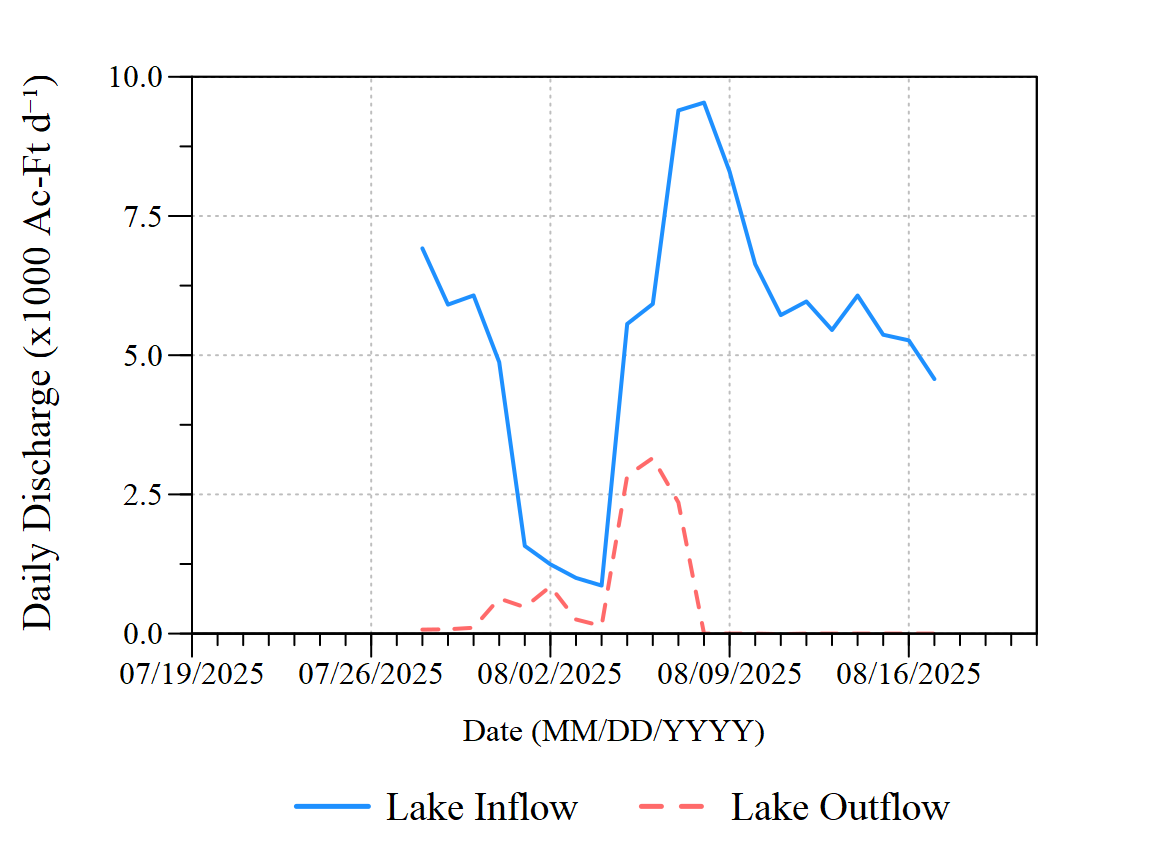 Daily Discharge (x1000 Ac-Ft d⁻¹)
10.0
7.5
5.0
2.5
0.0
07/19/2025 07/26/2025 08/02/2025 08/09/2025 08/16/2025
Date (MM/DD/YYYY)
Lake Inflow Lake Outflow